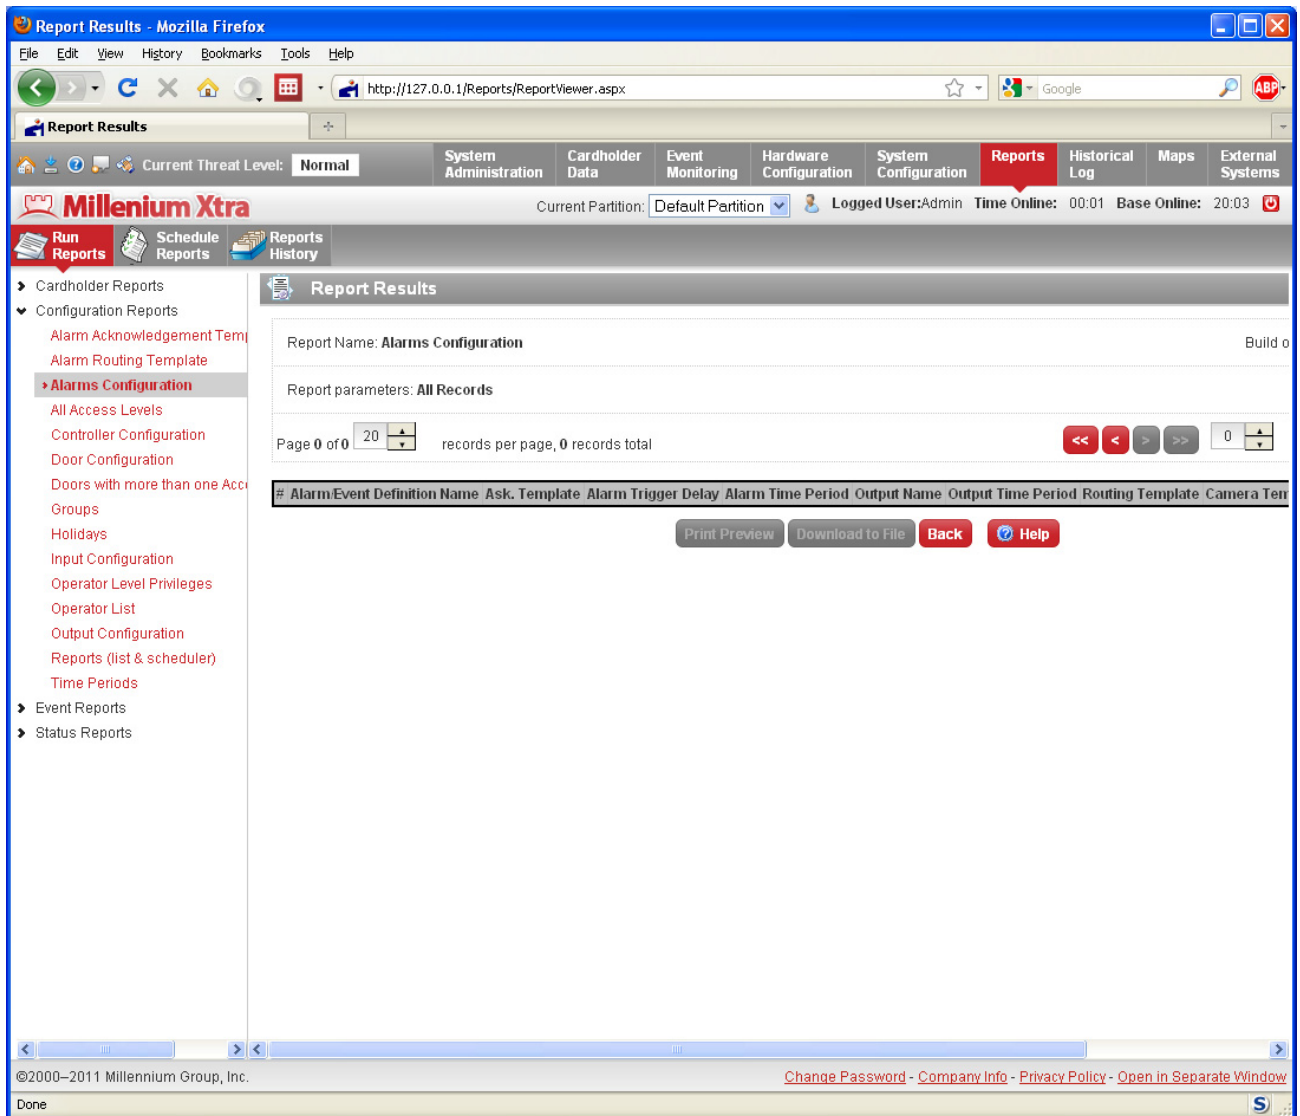 Report Results - Mozilla Firefox
File Edit View History Bookmarks Tools Help
http://127.0.0.1/Reports/ReportViewer.aspx
Google
ABP
Report Results
Current Threat Level: Normal
System Administration Cardholder Data Event Monitoring Hardware Configuration System Configuration Reports Historical Log Maps External Systems
Millenium Xtra
Current Partition: Default Partition Logged User:Admin Time Online: 00:01 Base Online: 20:03
Run Reports Schedule Reports Reports History
Cardholder Reports
Configuration Reports
Alarm Acknowledgement Temp
Alarm Routing Template
Alarms Configuration
All Access Levels
Controller Configuration
Door Configuration
Doors with more than one Acce
Groups
Holidays
Input Configuration
Operator Level Privileges
Operator List
Output Configuration
Reports (list & scheduler)
Time Periods
Event Reports
Status Reports
Report Results
Report Name: Alarms Configuration Build o
Report parameters: All Records
Page 0 of 0 20 records per page, 0 records total << < > >> 0
# Alarm/Event Definition Name Ask. Template Alarm Trigger Delay Alarm Time Period Output Name Output Time Period Routing Template Camera Tem
Print Preview Download to File Back Help
©2000–2011 Millennium Group, Inc.
Change Password - Company Info - Privacy Policy - Open in Separate Window
Done
S